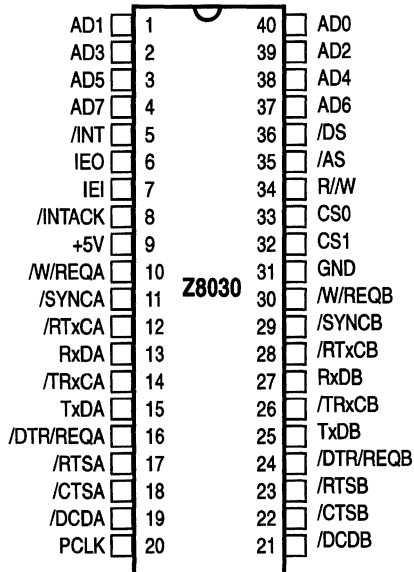 AD1 1 40 AD0
AD3 2 39 AD2
AD5 3 38 AD4
AD7 4 37 AD6
/INT 5 36 /DS
IEO 6 35 /AS
IEI 7 34 R//W
/INTACK 8 33 CS0
+5V 9 32 CS1
/W/REQA 10 31 GND
Z8030
/SYNCA 11 30 /W/REQB
/RTxCA 12 29 /SYNCB
RxDA 13 28 /RTxCB
/TRxCA 14 27 RxDB
TxDA 15 26 /TRxCB
/DTR/REQA 16 25 TxDB
/RTSA 17 24 /DTR/REQB
/CTSA 18 23 /RTSB
/DCDA 19 22 /CTSB
PCLK 20 21 /DCDB